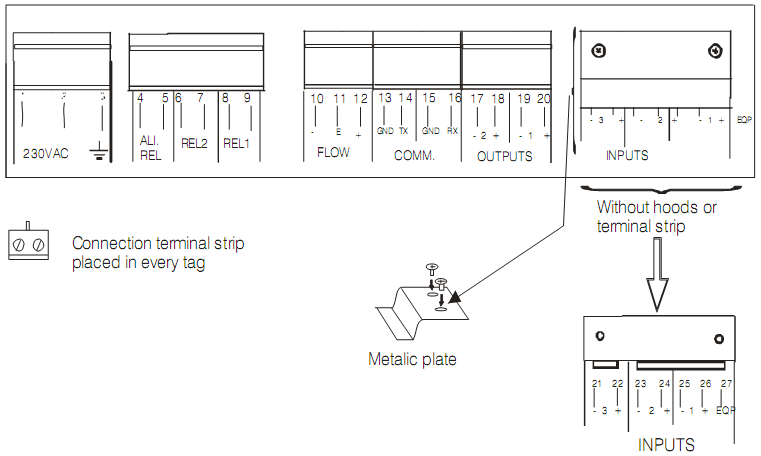 1 2 3
4 5 6 7 8 9
10 11 12 13 14 15 16 17 18 19 20
- E + GND TX GND RX - 2 + - 1 +
- 3 + - 2 + - 1 + EQP
230VAC
ALI.
REL
REL2
REL1
FLOW
COMM.
OUTPUTS
INPUTS
Without hoods or
terminal strip
Connection terminal strip
placed in every tag
Metalic plate
21 22 23 24 25 26 27
- 3 + - 2 + - 1 + EQP
INPUTS